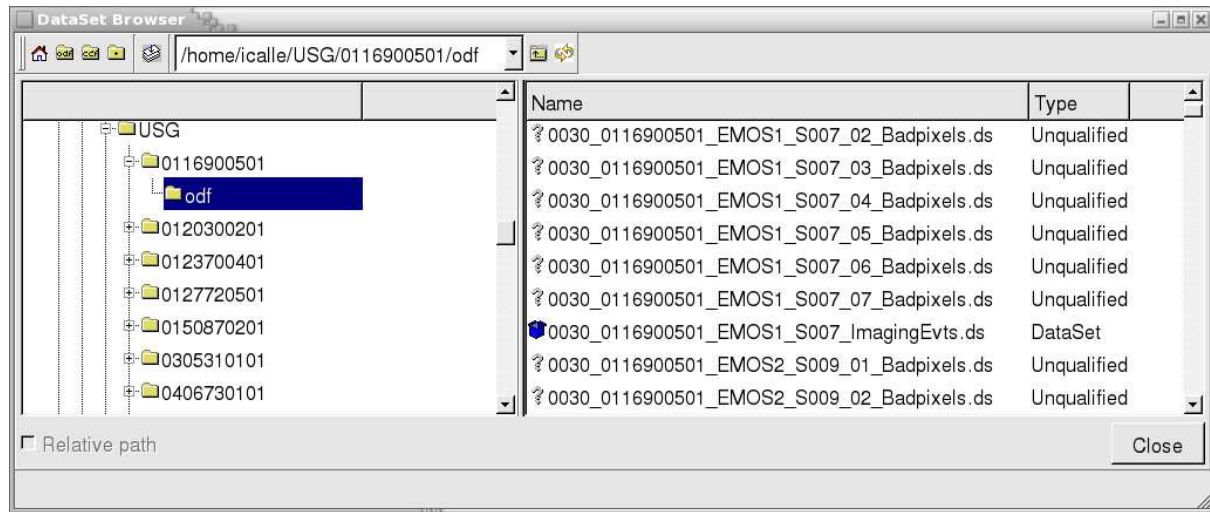 DataSet Browser
odf ccf /home/icalle/USG/0116900501/odf
Name Type
USG
0116900501
odf
0120300201
0123700401
0127720501
0150870201
0305310101
0406730101
0030_0116900501_EMOS1_S007_02_Badpixels.ds Unqualified
0030_0116900501_EMOS1_S007_03_Badpixels.ds Unqualified
0030_0116900501_EMOS1_S007_04_Badpixels.ds Unqualified
0030_0116900501_EMOS1_S007_05_Badpixels.ds Unqualified
0030_0116900501_EMOS1_S007_06_Badpixels.ds Unqualified
0030_0116900501_EMOS1_S007_07_Badpixels.ds Unqualified
0030_0116900501_EMOS1_S007_ImagingEvts.ds DataSet
0030_0116900501_EMOS2_S009_01_Badpixels.ds Unqualified
0030_0116900501_EMOS2_S009_02_Badpixels.ds Unqualified
Relative path
Close